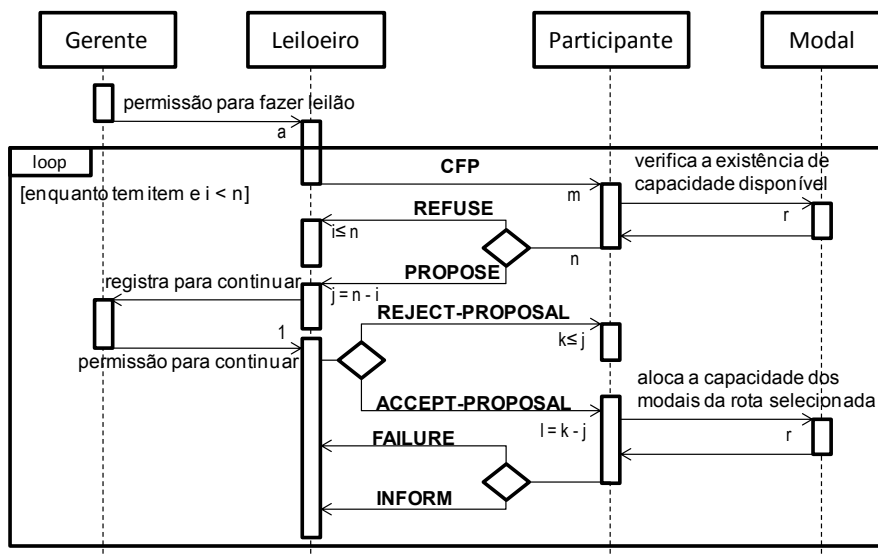 Gerente
Leiloeiro
Participante
Modal
permissão para fazer leilão
a
loop
[enquanto tem item e i < n]
CFP
m
verifica a existência de
capacidade disponível
r
REFUSE
i≤ n
n
PROPOSE
registra para continuar
j = n - i
REJECT-PROPOSAL
k≤ j
1
permissão para continuar
aloca a capacidade dos
modais da rota selecionada
ACCEPT-PROPOSAL
l = k - j
r
FAILURE
INFORM